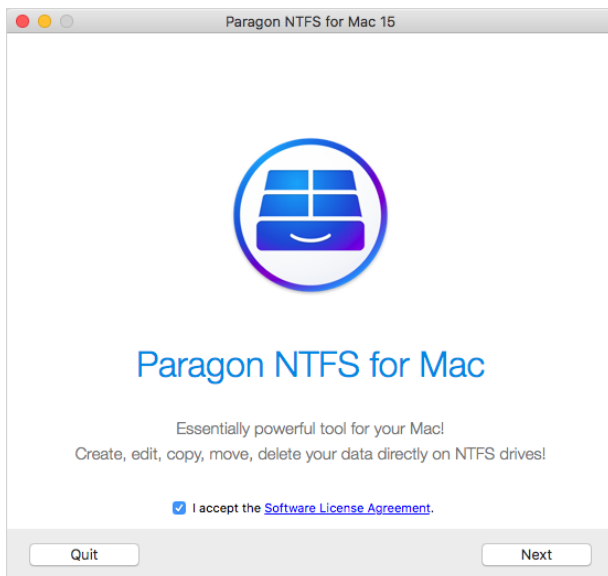 Paragon NTFS for Mac 15
Paragon NTFS for Mac
Essentially powerful tool for your Mac!
Create, edit, copy, move, delete your data directly on NTFS drives!
I accept the Software License Agreement.
Quit
Next